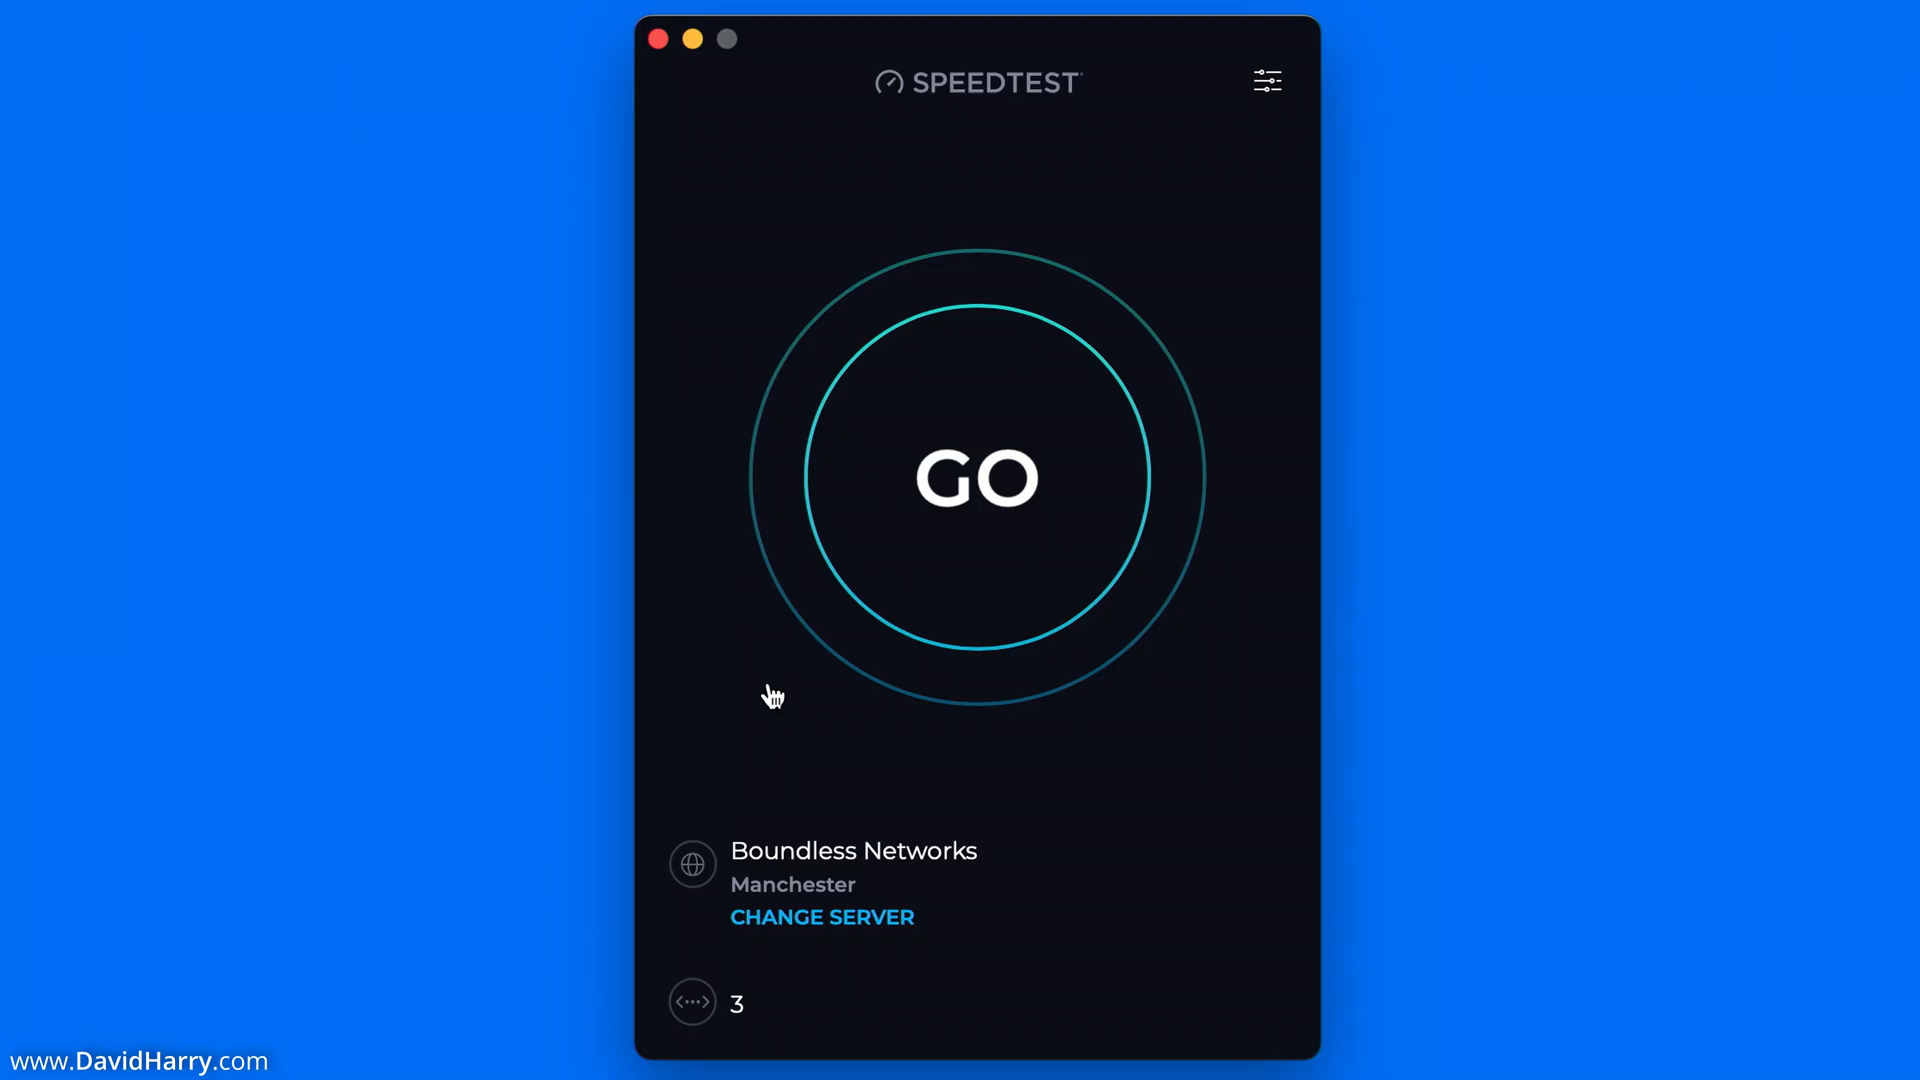 SPEEDTEST
GO
Boundless Networks
Manchester
CHANGE SERVER
3
www.DavidHarry.com